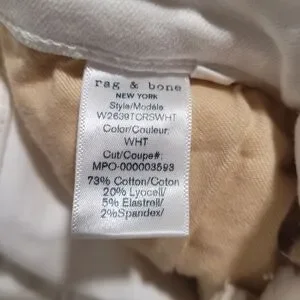 rag & bone
NEW YORK
Style/Modèle:
W2639TCRSWHT
Color/Couleur:
WHT
Cut/Coupe#:
MPO-000003593
73% Cotton/Coton
20% Lyocell/
5% Elastrell/
2%Spandex/